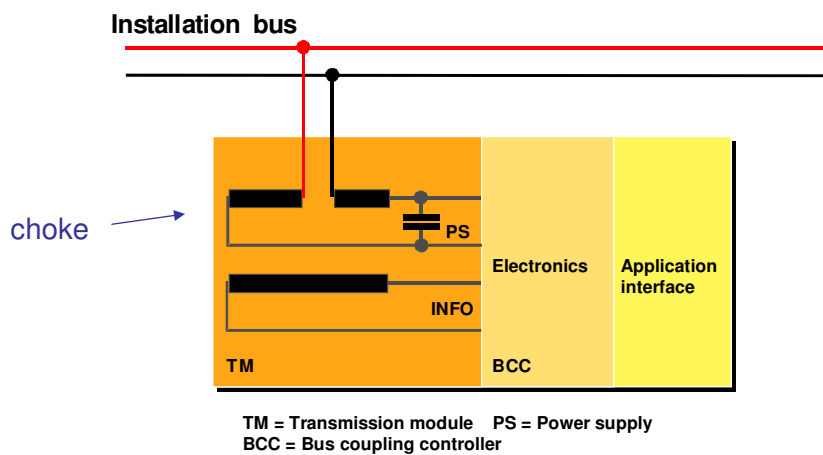 Installation bus
choke
PS
Electronics
Application
interface
INFO
TM
BCC
TM = Transmission module PS = Power supply
BCC = Bus coupling controller